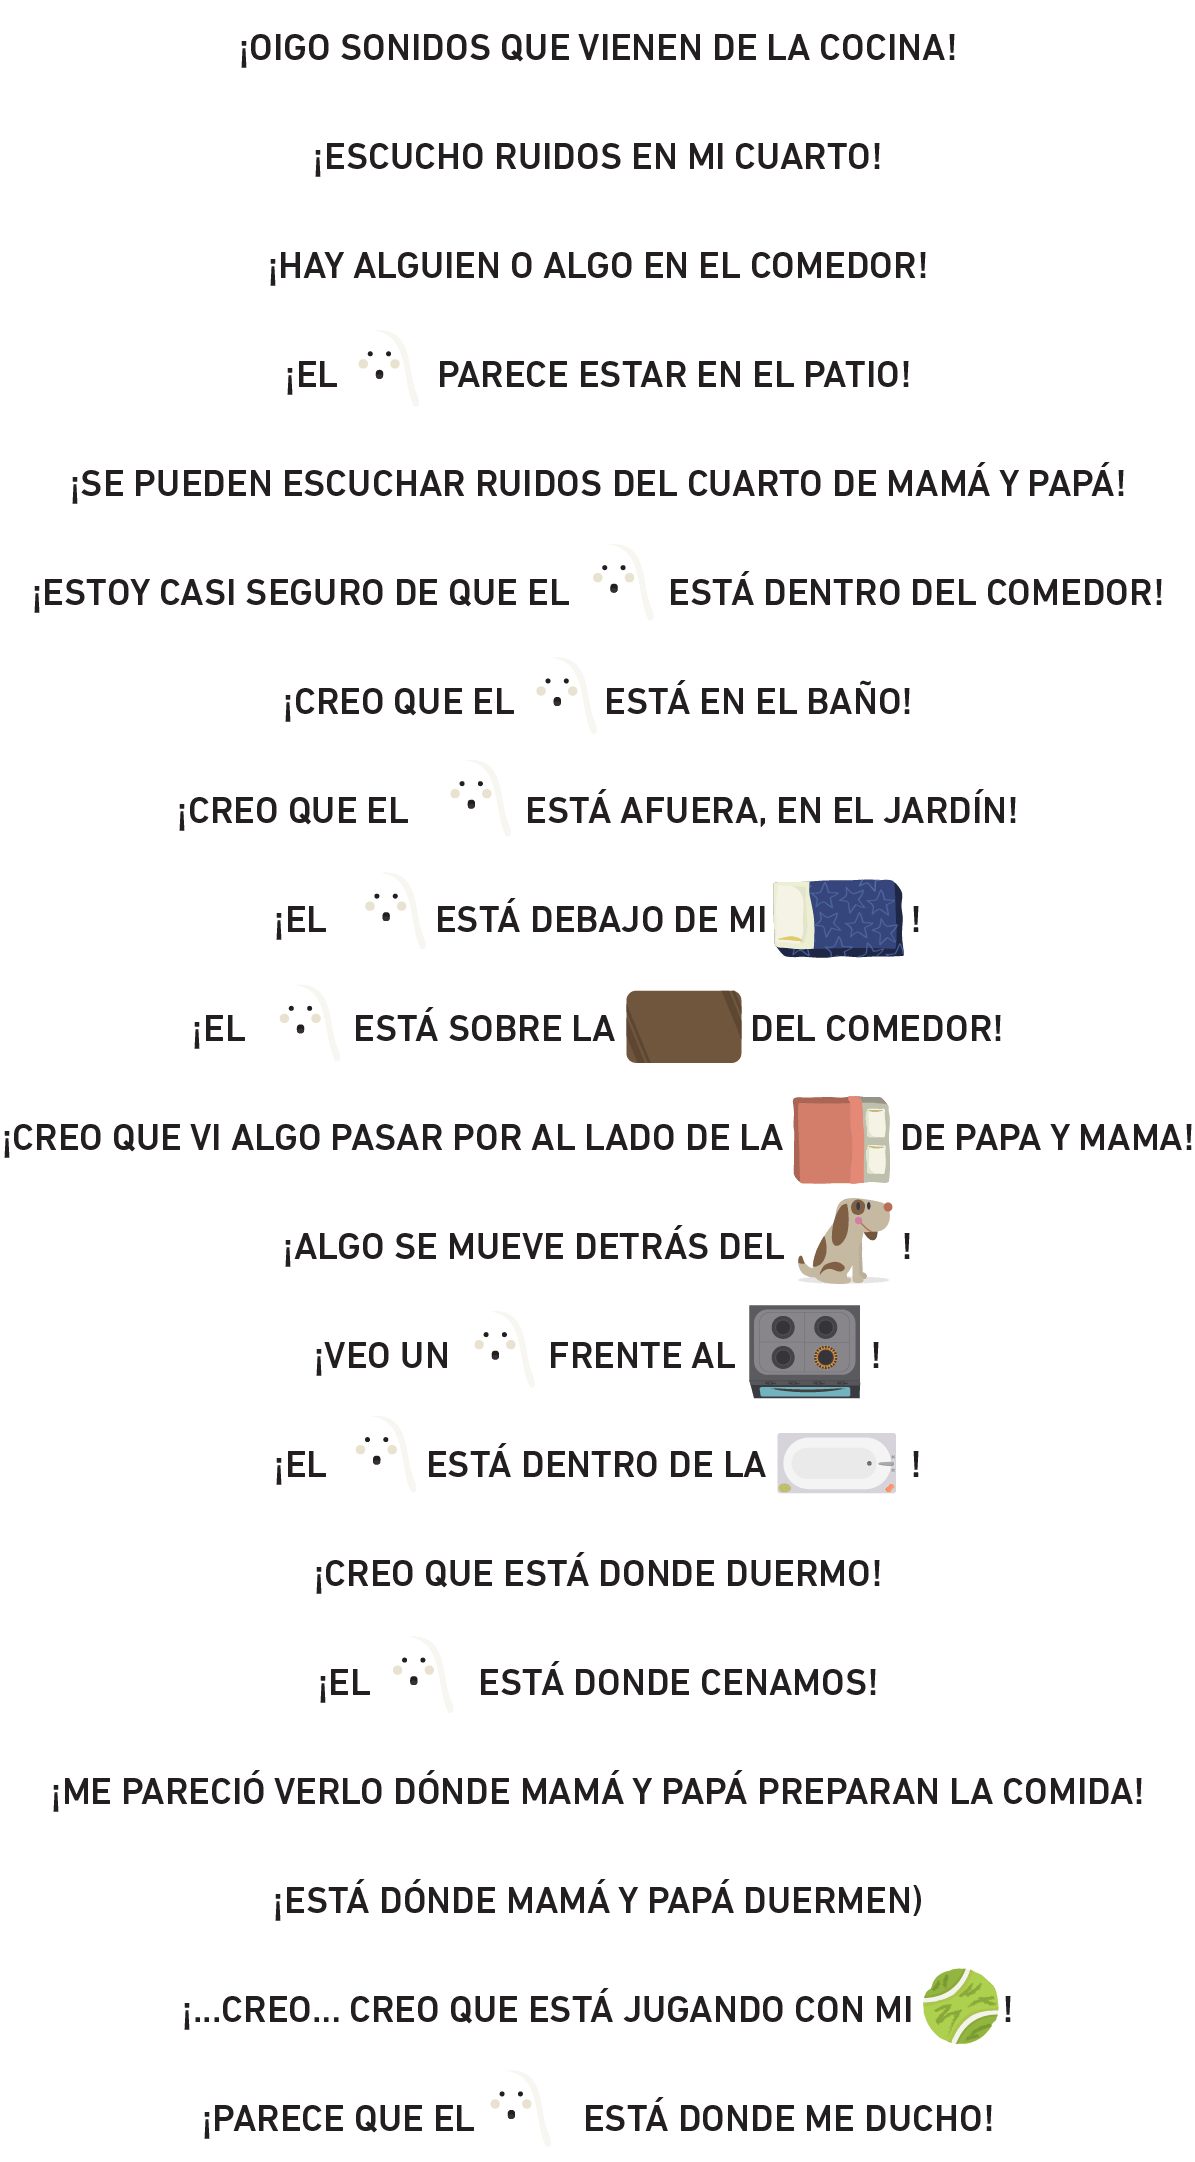 ¡OIGO SONIDOS QUE VIENEN DE LA COCINA!
¡ESCUCHO RUIDOS EN MI CUARTO!
¡HAY ALGUIEN O ALGO EN EL COMEDOR!
¡EL PARECE ESTAR EN EL PATIO!
¡SE PUEDEN ESCUCHAR RUIDOS DEL CUARTO DE MAMÁ Y PAPÁ!
¡ESTOY CASI SEGURO DE QUE EL ESTÁ DENTRO DEL COMEDOR!
¡CREO QUE EL ESTÁ EN EL BAÑO!
¡CREO QUE EL ESTÁ AFUERA, EN EL JARDÍN!
¡EL ESTÁ DEBAJO DE MI !
¡EL ESTÁ SOBRE LA DEL COMEDOR!
¡CREO QUE VI ALGO PASAR POR AL LADO DE LA DE PAPA Y MAMA!
¡ALGO SE MUEVE DETRÁS DEL !
¡VEO UN FRENTE AL !
¡EL ESTÁ DENTRO DE LA !
¡CREO QUE ESTÁ DONDE DUERMO!
¡EL ESTÁ DONDE CENAMOS!
¡ME PARECIÓ VERLO DÓNDE MAMÁ Y PAPÁ PREPARAN LA COMIDA!
¡ESTÁ DÓNDE MAMÁ Y PAPÁ DUERMEN)
¡...CREO... CREO QUE ESTÁ JUGANDO CON MI !
¡PARECE QUE EL ESTÁ DONDE ME DUCHO!